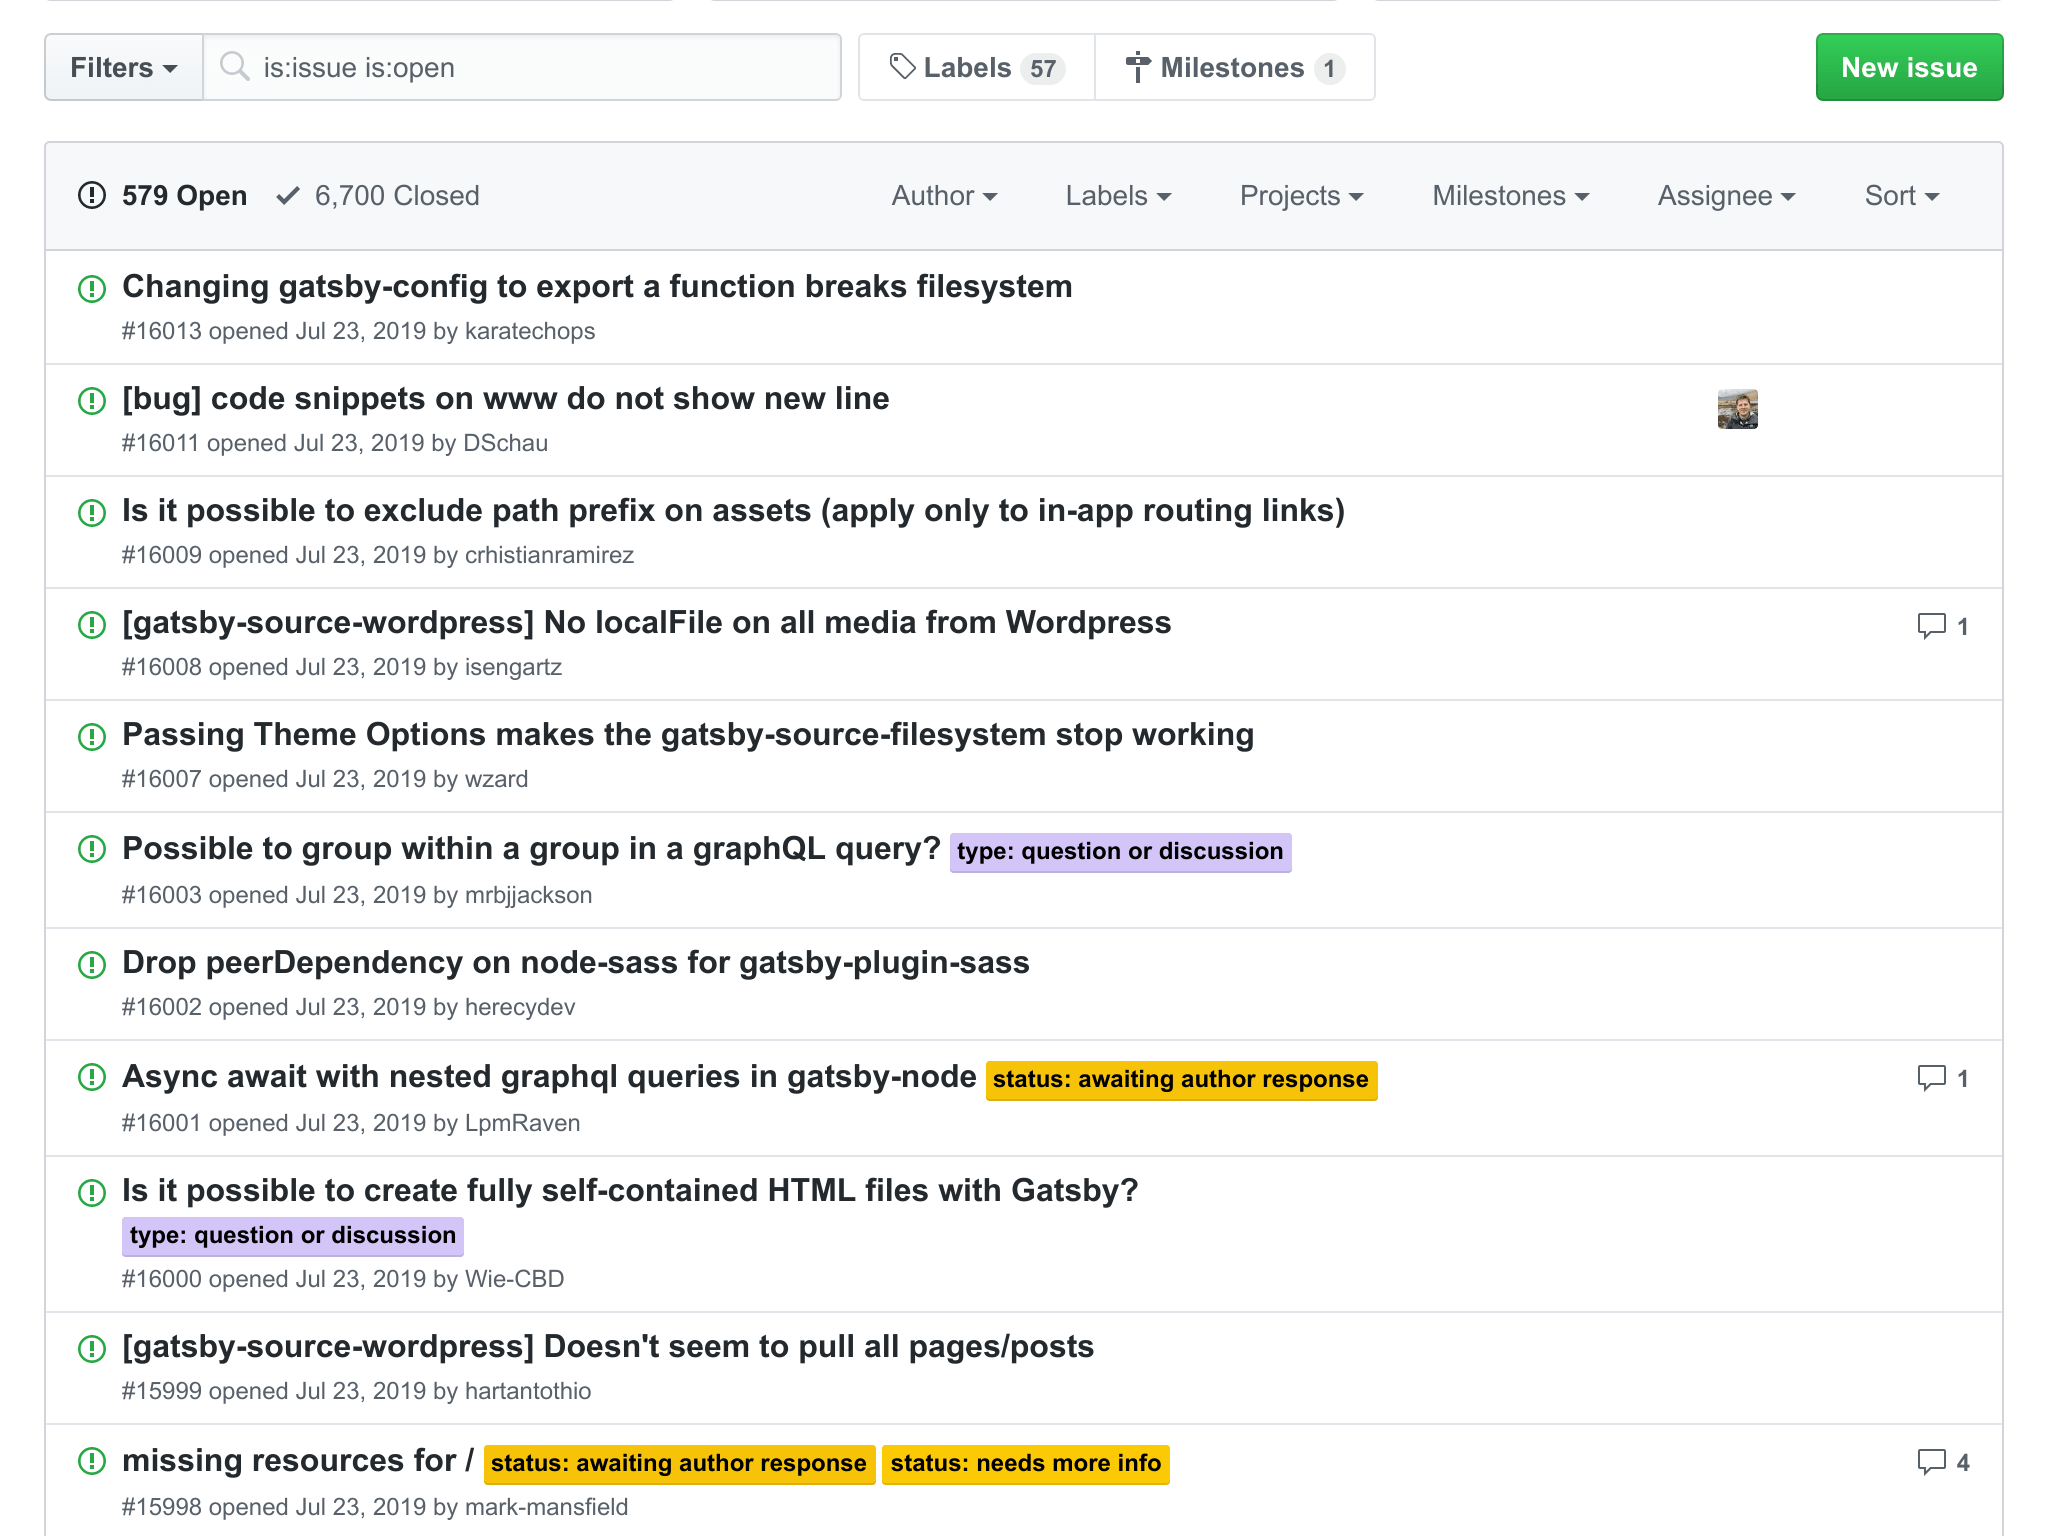 Filters is:issue is:open Labels 57 Milestones 1 New issue
579 Open 6,700 Closed Author Labels Projects Milestones Assignee Sort
Changing gatsby-config to export a function breaks filesystem
#16013 opened Jul 23, 2019 by karatechops
[bug] code snippets on www do not show new line
#16011 opened Jul 23, 2019 by DSchau
Is it possible to exclude path prefix on assets (apply only to in-app routing links)
#16009 opened Jul 23, 2019 by crhistianramirez
[gatsby-source-wordpress] No localFile on all media from Wordpress 1
#16008 opened Jul 23, 2019 by isengartz
Passing Theme Options makes the gatsby-source-filesystem stop working
#16007 opened Jul 23, 2019 by wzard
Possible to group within a group in a graphQL query? type: question or discussion
#16003 opened Jul 23, 2019 by mrbjjackson
Drop peerDependency on node-sass for gatsby-plugin-sass
#16002 opened Jul 23, 2019 by herecydev
Async await with nested graphql queries in gatsby-node status: awaiting author response 1
#16001 opened Jul 23, 2019 by LpmRaven
Is it possible to create fully self-contained HTML files with Gatsby?
type: question or discussion
#16000 opened Jul 23, 2019 by Wie-CBD
[gatsby-source-wordpress] Doesn't seem to pull all pages/posts
#15999 opened Jul 23, 2019 by hartantothio
missing resources for / status: awaiting author response status: needs more info 4
#15998 opened Jul 23, 2019 by mark-mansfield